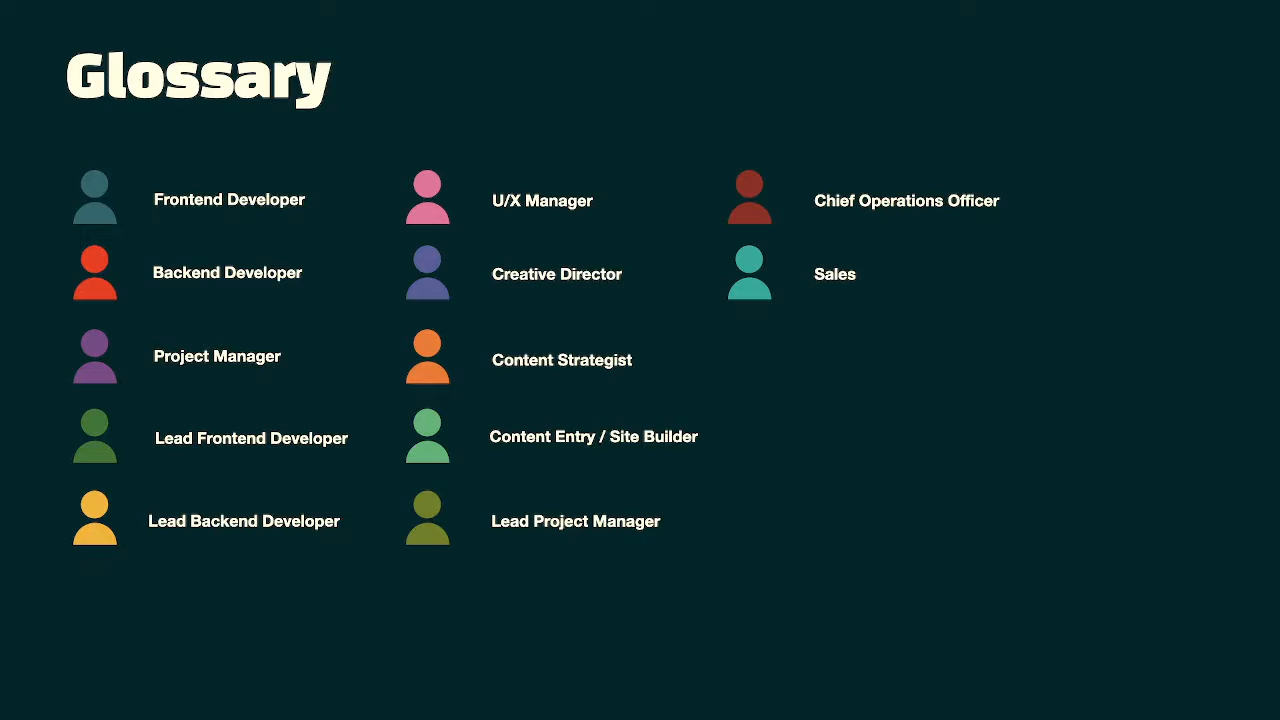 Glossary
Frontend Developer
Backend Developer
Project Manager
Lead Frontend Developer
Lead Backend Developer
U/X Manager
Creative Director
Content Strategist
Content Entry / Site Builder
Lead Project Manager
Chief Operations Officer
Sales